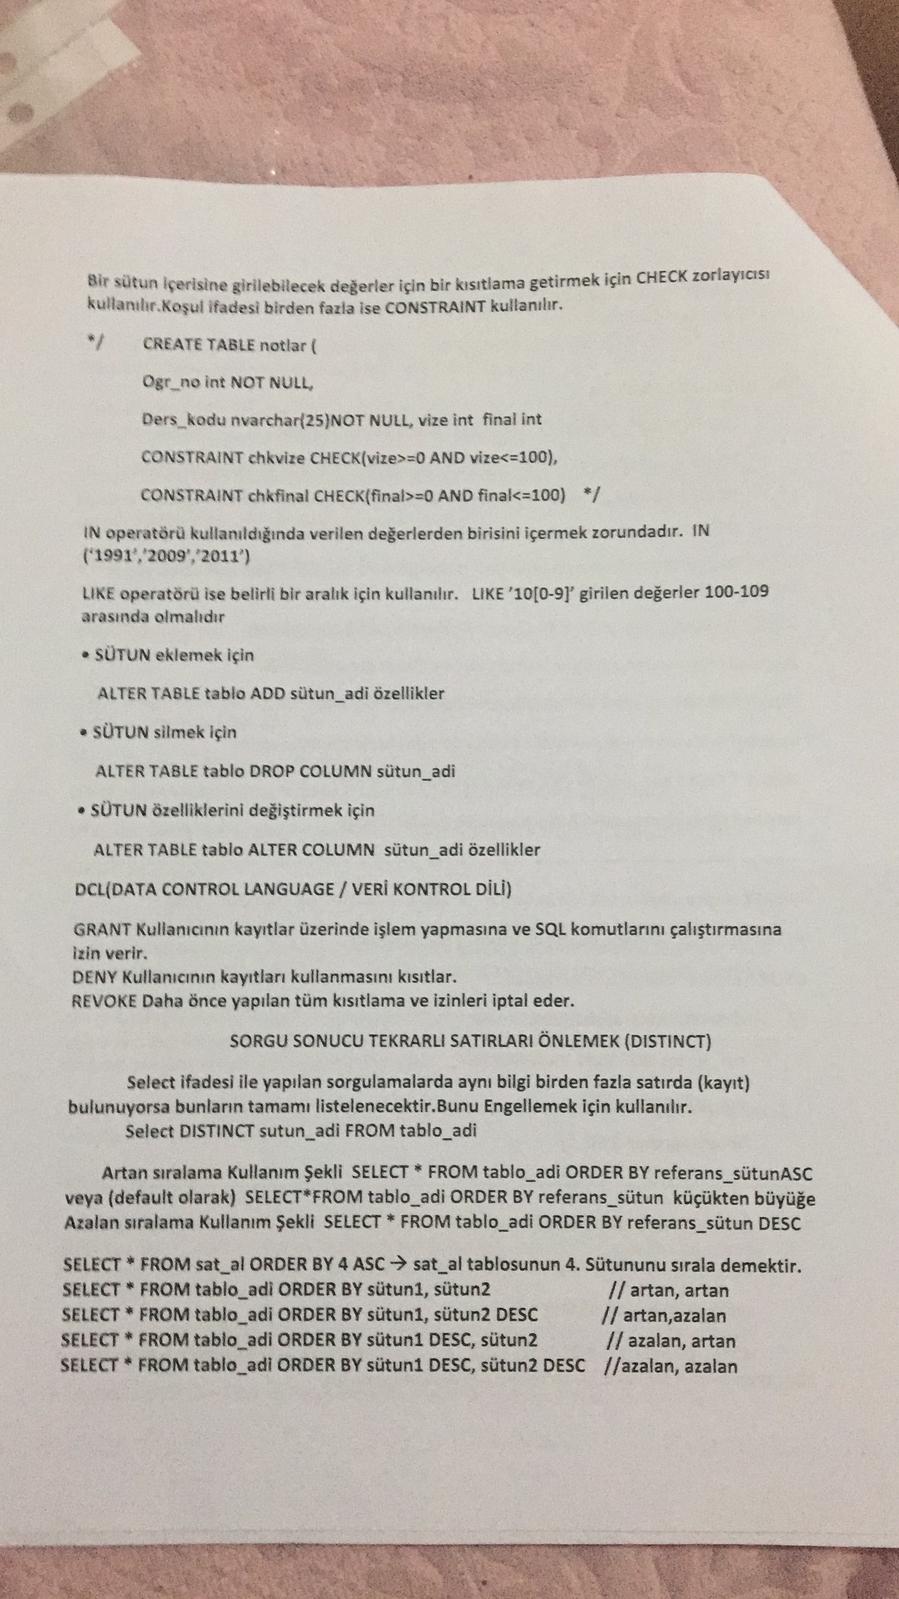 Bir sütun içerisine girilebilecek değerler için bir kısıtlama getirmek için CHECK zorlayıcısı
kullanılır.Koşul ifadesi birden fazla ise CONSTRAINT kullanılır.
*/ CREATE TABLE notlar (
Ogr_no int NOT NULL,
Ders_kodu nvarchar(25)NOT NULL, vize int final int
CONSTRAINT chkvize CHECK(vize>=0 AND vize<=100),
CONSTRAINT chkfinal CHECK(final>=0 AND final<=100) */
IN operatörü kullanıldığında verilen değerlerden birisini içermek zorundadır. IN
('1991','2009','2011')
LIKE operatörü ise belirli bir aralık için kullanılır. LIKE '10[0-9]' girilen değerler 100-109
arasında olmalıdır
• SÜTUN eklemek için
ALTER TABLE tablo ADD sütun_adi özellikler
• SÜTUN silmek için
ALTER TABLE tablo DROP COLUMN sütun_adi
• SÜTUN özelliklerini değiştirmek için
ALTER TABLE tablo ALTER COLUMN sütun_adi özellikler
DCL(DATA CONTROL LANGUAGE / VERİ KONTROL DİLİ)
GRANT Kullanıcının kayıtlar üzerinde işlem yapmasına ve SQL komutlarını çalıştırmasına
izin verir.
DENY Kullanıcının kayıtları kullanmasını kısıtlar.
REVOKE Daha önce yapılan tüm kısıtlama ve izinleri iptal eder.
SORGU SONUCU TEKRARLI SATIRLARI ÖNLEMEK (DISTINCT)
Select ifadesi ile yapılan sorgulamalarda aynı bilgi birden fazla satırda (kayıt)
bulunuyorsa bunların tamamı listelenecektir.Bunu Engellemek için kullanılır.
Select DISTINCT sutun_adi FROM tablo_adi
Artan sıralama Kullanım Şekli SELECT * FROM tablo_adi ORDER BY referans_sütunASC
veya (default olarak) SELECT*FROM tablo_adi ORDER BY referans_sütun küçükten büyüğe
Azalan sıralama Kullanım Şekli SELECT * FROM tablo_adi ORDER BY referans_sütun DESC
SELECT * FROM sat_al ORDER BY 4 ASC → sat_al tablosunun 4. Sütununu sırala demektir.
SELECT * FROM tablo_adi ORDER BY sütun1, sütun2 // artan, artan
SELECT * FROM tablo_adi ORDER BY sütun1, sütun2 DESC // artan,azalan
SELECT * FROM tablo_adi ORDER BY sütun1 DESC, sütun2 // azalan, artan
SELECT * FROM tablo_adi ORDER BY sütun1 DESC, sütun2 DESC //azalan, azalan